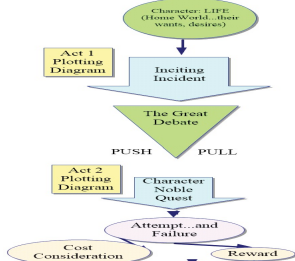 Character: LIFE
(Home World...their
wants, desires)
Act 1
Plotting
Diagram
Inciting
Incident
The Great
Debate
PUSH PULL
Act 2
Plotting
Diagram
Character
Noble
Quest
Attempt...and
Failure
Cost
Consideration
Reward